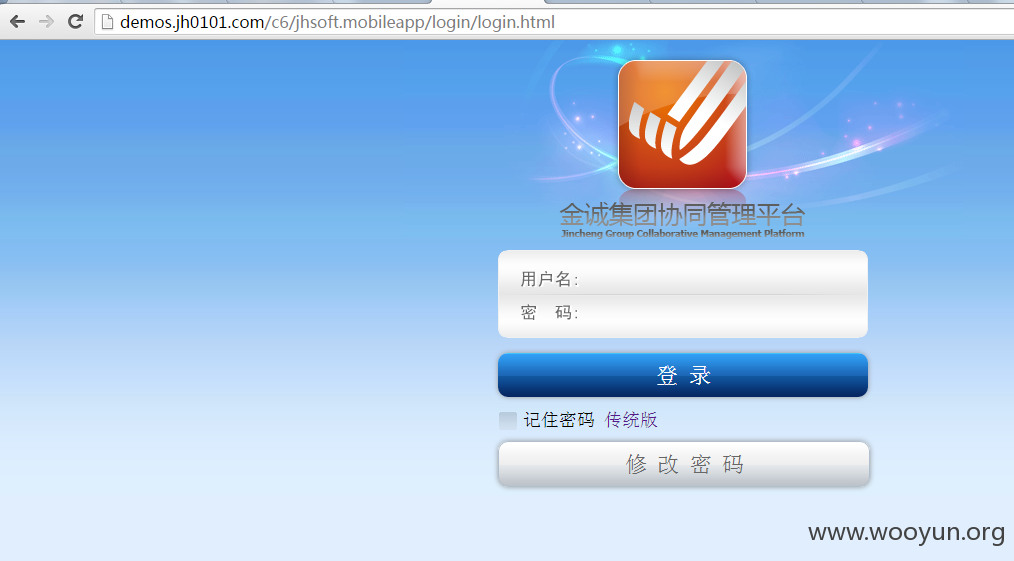 demos.jh0101.com/c6/jhsoft.mobileapp/login/login.html
金诚集团协同管理平台
Jincheng Group Collaborative Management Platform
用户名:
密 码:
登 录
记住密码 传统版
修 改 密 码
www.wooyun.org